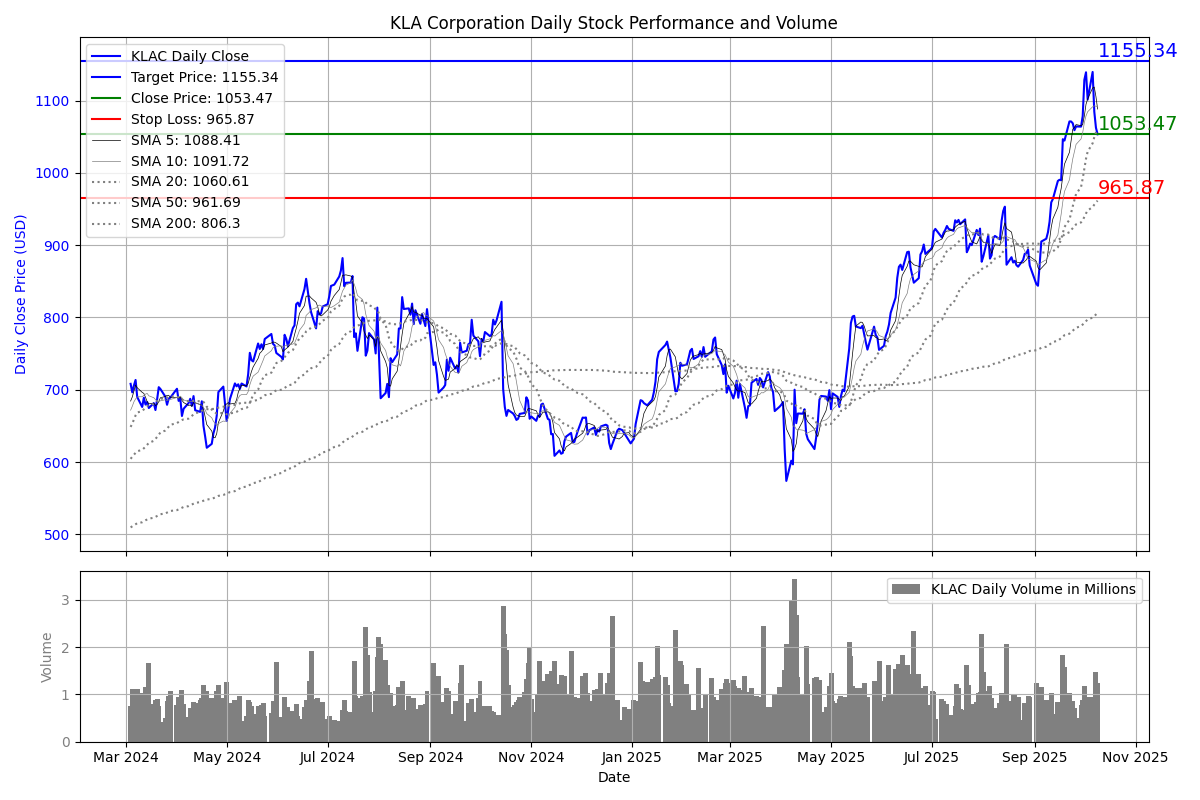 KLA Corporation Daily Stock Performance and Volume
KLAC Daily Close
Target Price: 1155.34
Close Price: 1053.47
Stop Loss: 965.87
SMA 5: 1088.41
SMA 10: 1091.72
SMA 20: 1060.61
SMA 50: 961.69
SMA 200: 806.3
1155.34
1053.47
965.87
Daily Close Price (USD)
1100
1000
900
800
700
600
500
KLAC Daily Volume in Millions
Volume
3
2
1
0
Mar 2024 May 2024 Jul 2024 Sep 2024 Nov 2024 Jan 2025 Mar 2025 May 2025 Jul 2025 Sep 2025 Nov 2025
Date